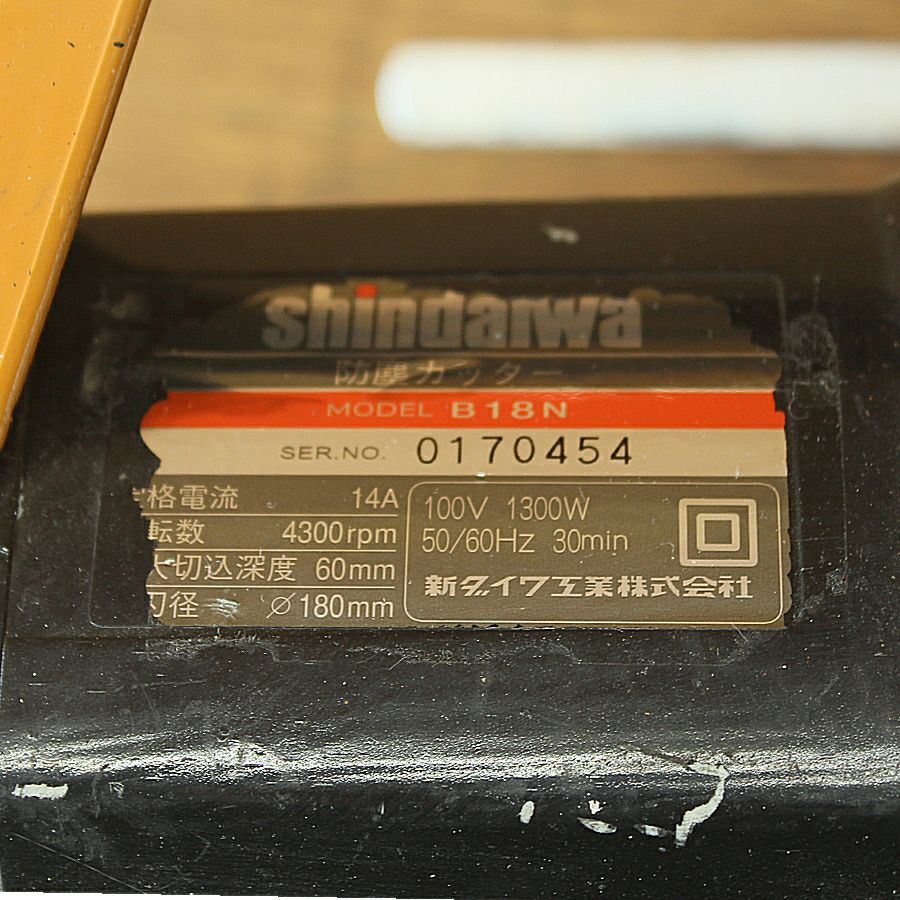 shindaiwa
防塵カッター
MODEL B18N
SER.NO. 0170454
格電流 14A
転数 4300rpm
切込深度 60mm
刃径 ∅180mm
100V 1300W
50/60Hz 30min
新ダイワ工業株式会社